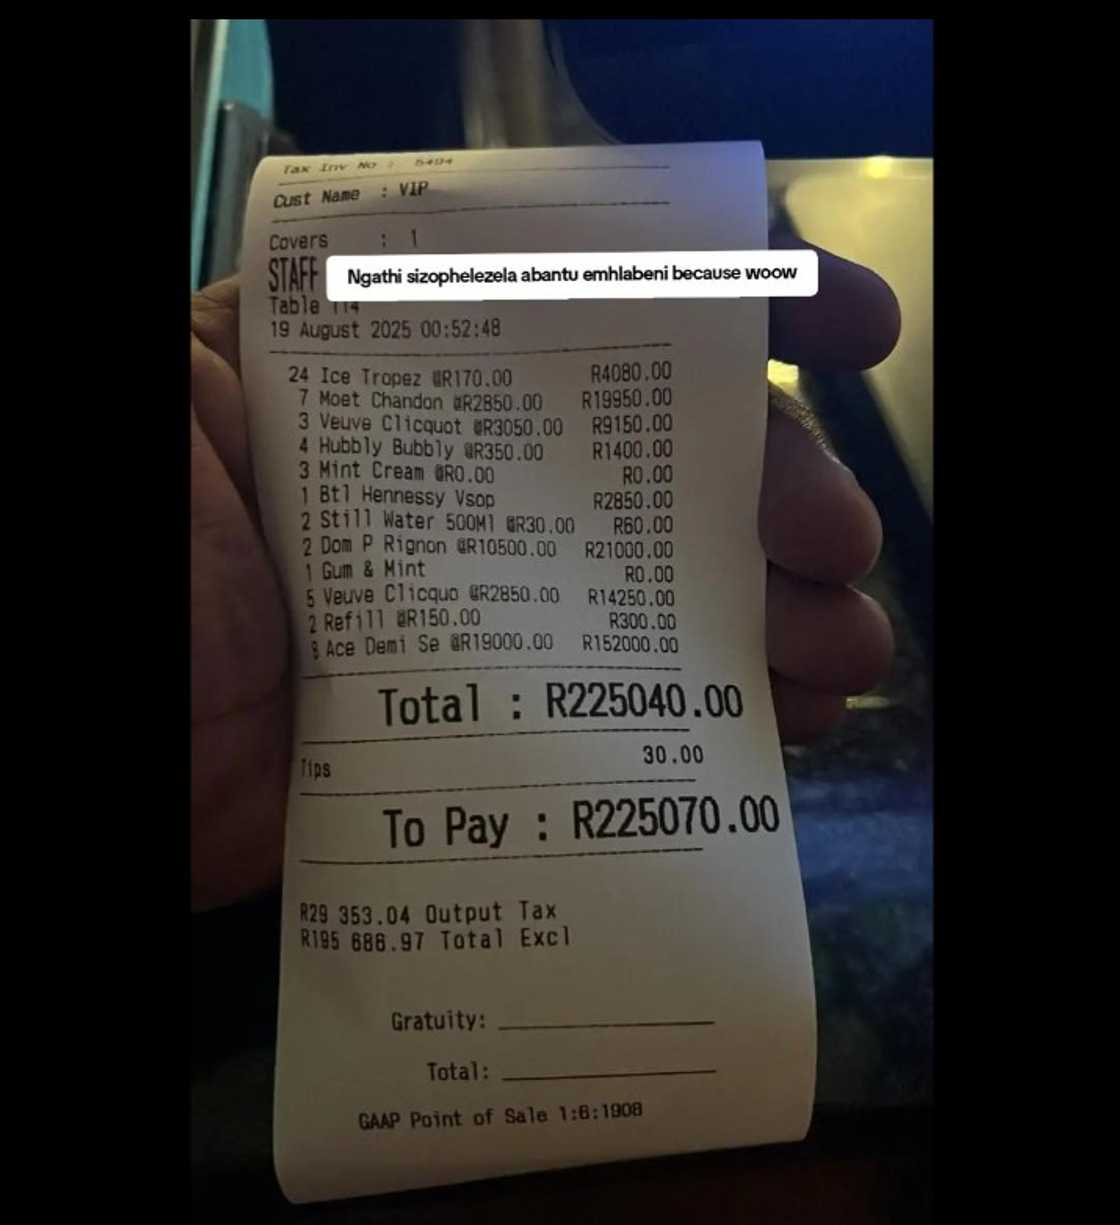 Tax Inv No : 5494
Cust Name : VIP
Covers : 1
STAFF
Ngathi sizophelezela abantu emhlabeni because woow
Table 114
19 August 2025 00:52:48
24 Ice Tropez @R170.00 R4080.00
7 Moet Chandon @R2850.00 R19950.00
3 Veuve Clicquot @R3050.00 R9150.00
4 Hubbly Bubbly @R350.00 R1400.00
3 Mint Cream @R0.00 R0.00
1 Btl Hennessy Vsop R2850.00
2 Still Water 500Ml @R30.00 R60.00
2 Dom P Rignon @R10500.00 R21000.00
1 Gum & Mint R0.00
5 Veuve Clicquo @R2850.00 R14250.00
2 Refill @R150.00 R300.00
8 Ace Demi Se @R19000.00 R152000.00
Total : R225040.00
Tips 30.00
To Pay : R225070.00
R29 353.04 Output Tax
R195 686.97 Total Excl
Gratuity:
Total:
GAAP Point of Sale 1:6:1908